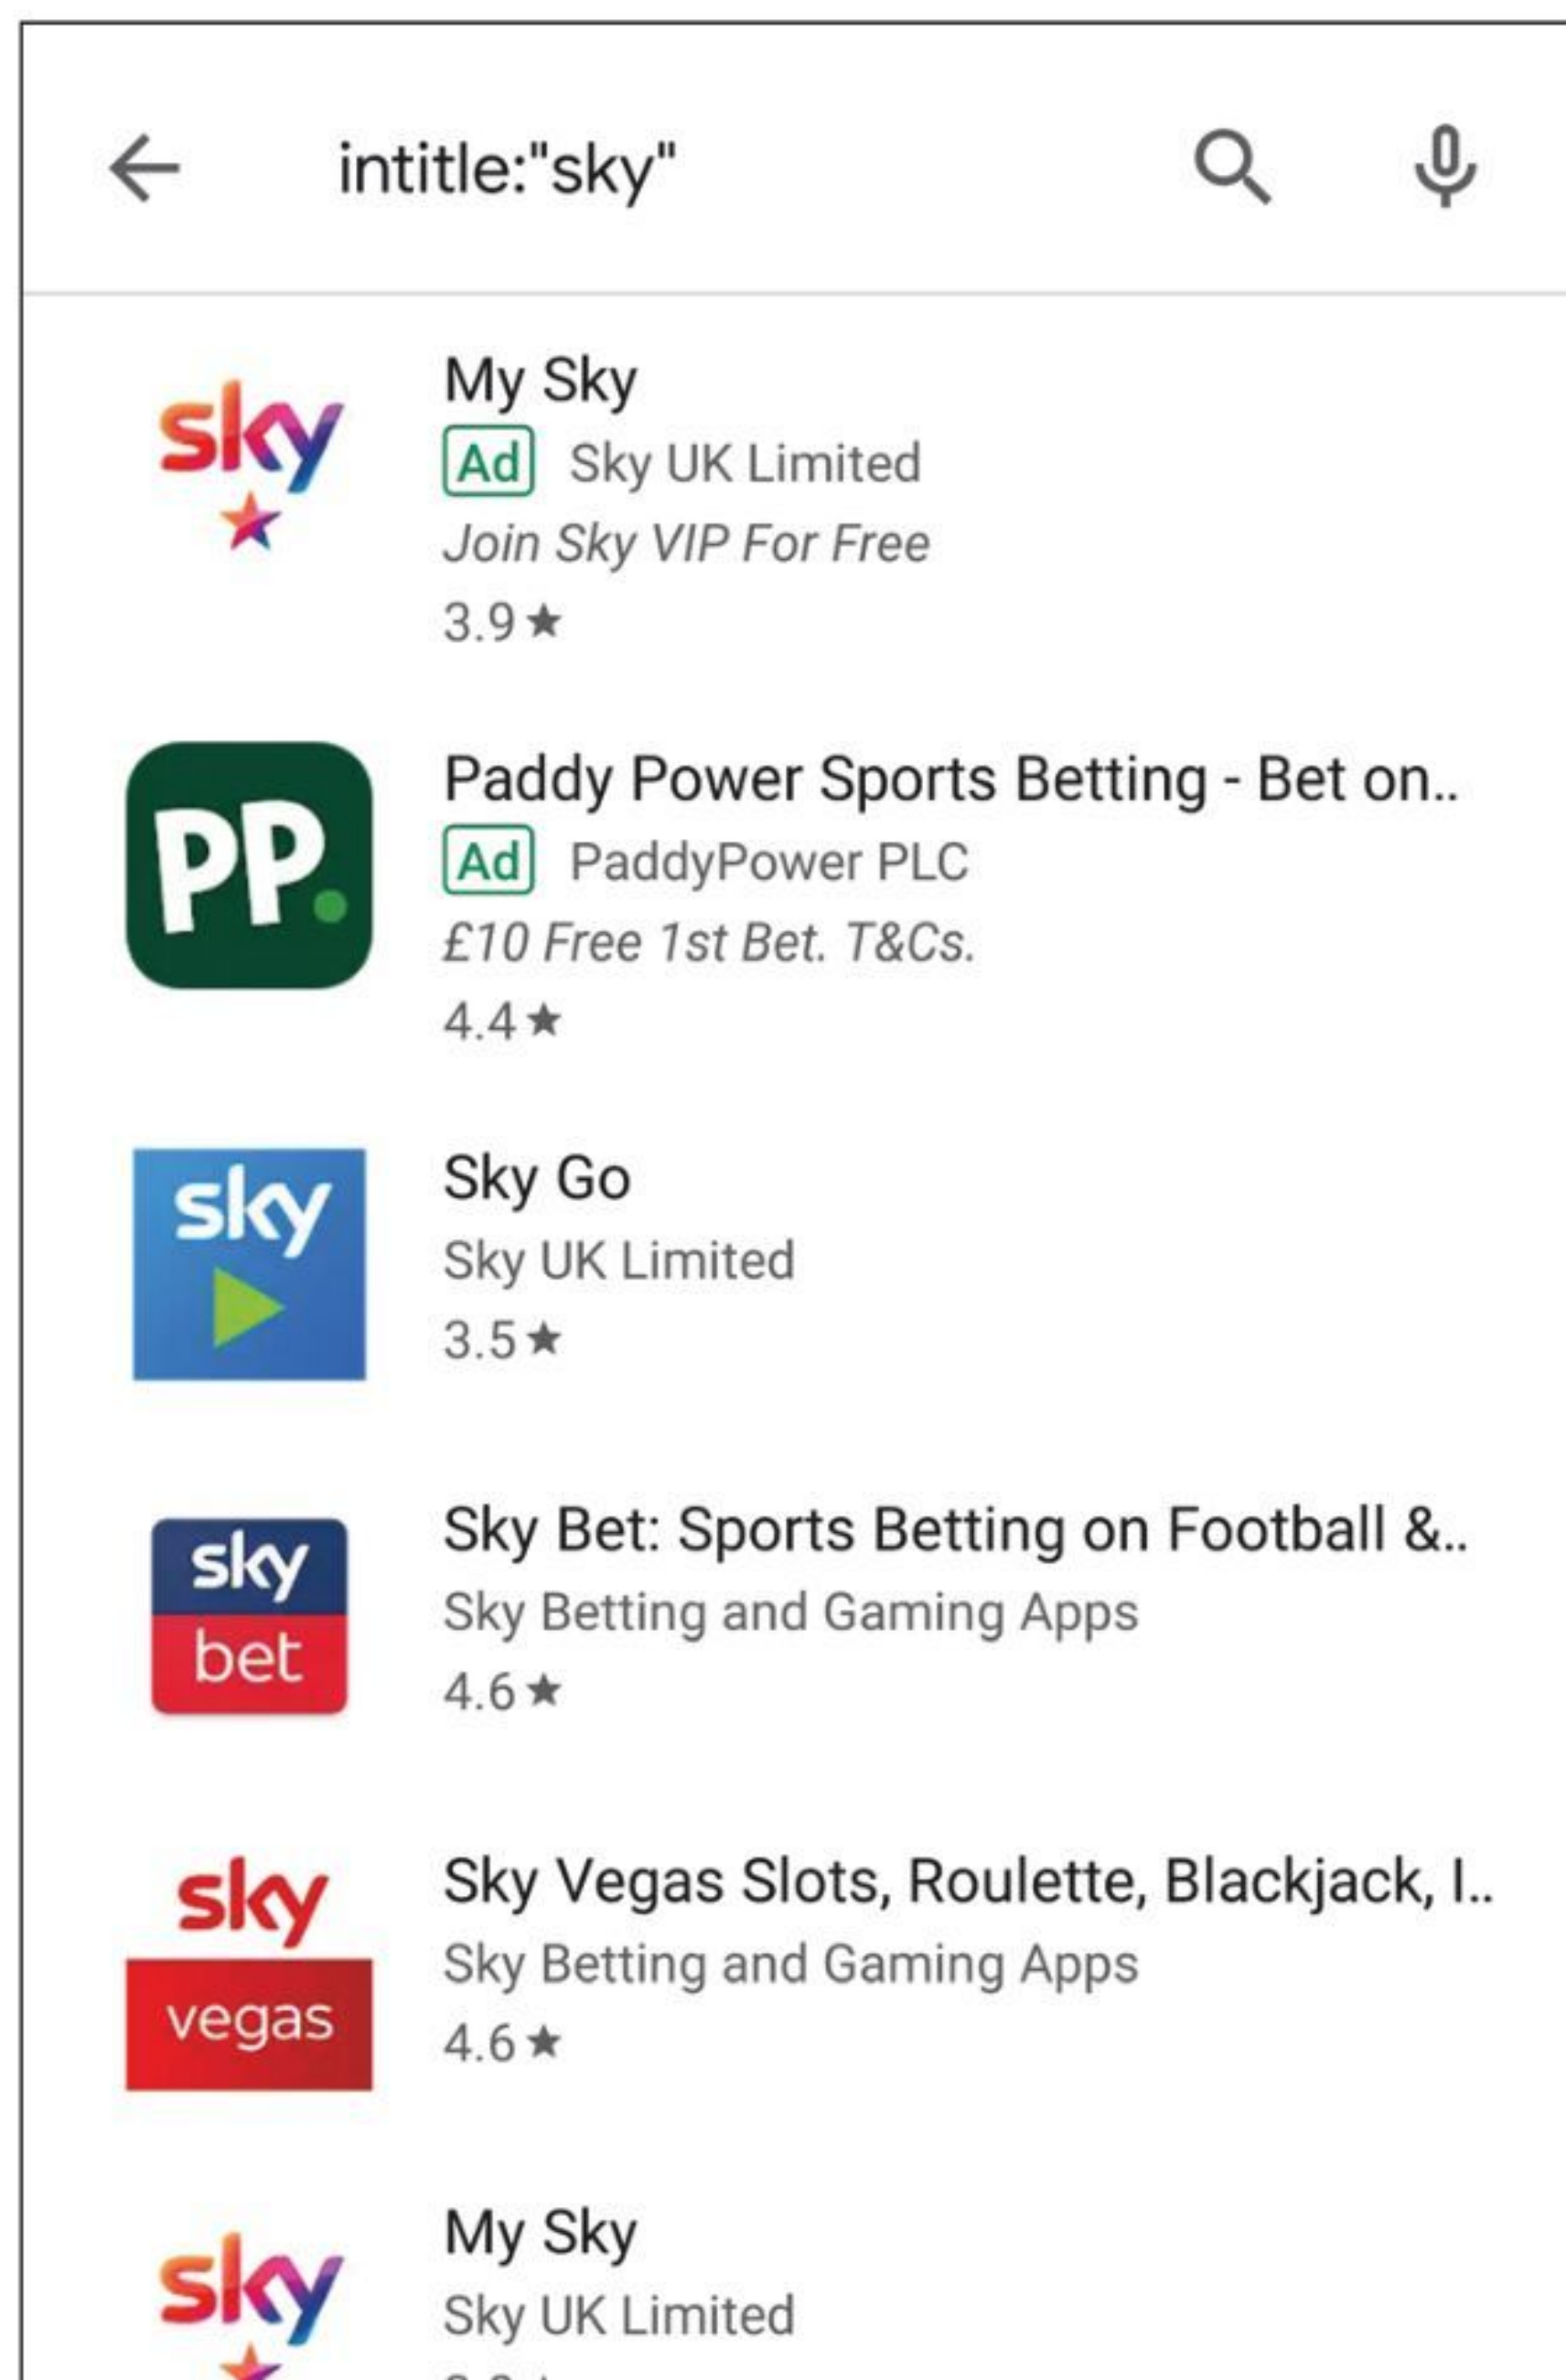 intitle:"sky"
sky
My Sky
Ad Sky UK Limited
Join Sky VIP For Free
3.9★
PP.
Paddy Power Sports Betting - Bet on..
Ad PaddyPower PLC
£10 Free 1st Bet. T&Cs.
4.4★
sky
Sky Go
Sky UK Limited
3.5★
sky
bet
Sky Bet: Sports Betting on Football &..
Sky Betting and Gaming Apps
4.6★
sky
vegas
Sky Vegas Slots, Roulette, Blackjack, I..
Sky Betting and Gaming Apps
4.6★
sky
My Sky
Sky UK Limited